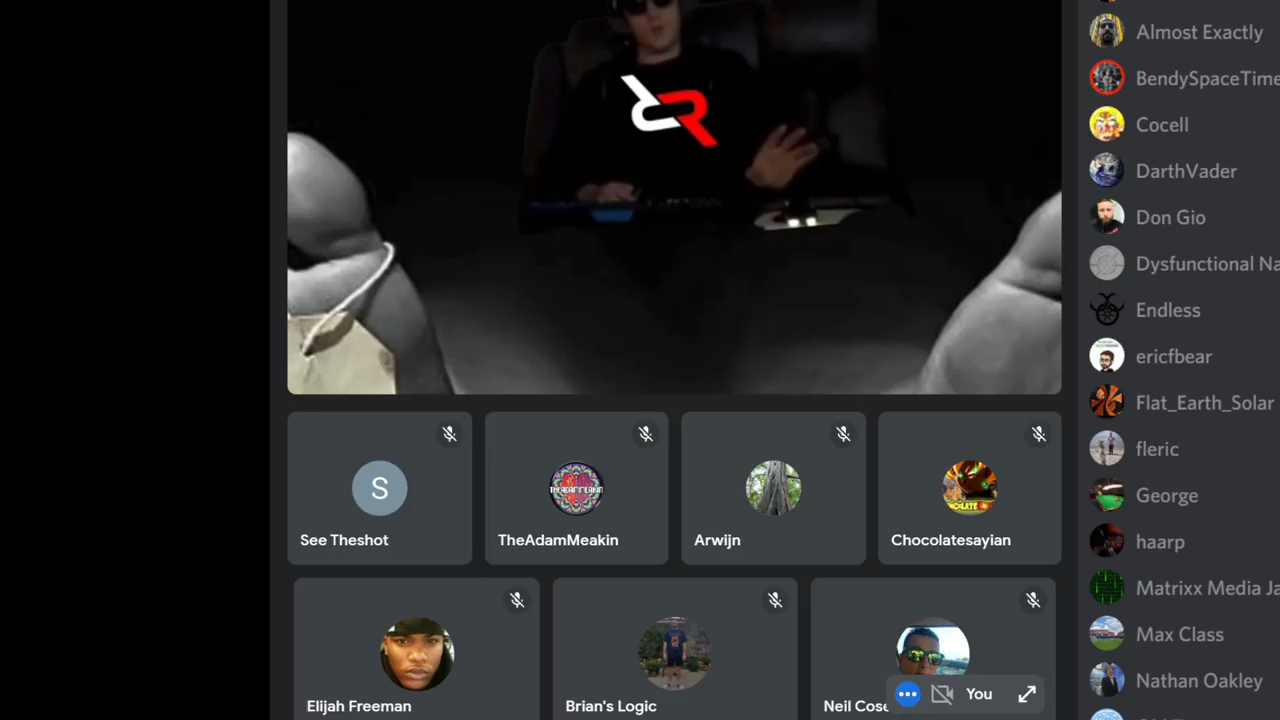 Almost Exactly
BendySpaceTime
Cocell
DarthVader
Don Gio
Dysfunctional Na
Endless
ericfbear
Flat_Earth_Solar
fleric
George
haarp
Matrixx Media Ja
Max Class
Nathan Oakley
S
See Theshot
TheAdamMeakin
Arwijn
Chocolatesayian
Elijah Freeman
Brian's Logic
Neil Cose
You